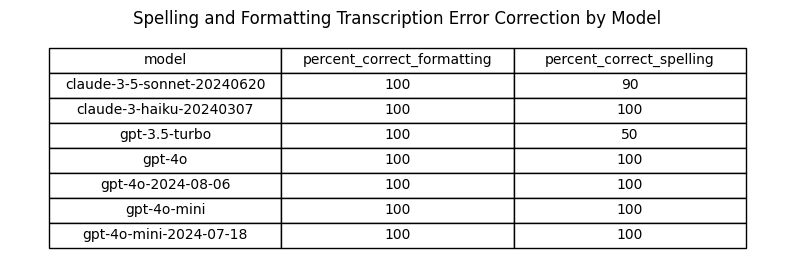 Spelling and Formatting Transcription Error Correction by Model
model percent_correct_formatting percent_correct_spelling
claude-3-5-sonnet-20240620 100 90
claude-3-haiku-20240307 100 100
gpt-3.5-turbo 100 50
gpt-4o 100 100
gpt-4o-2024-08-06 100 100
gpt-4o-mini 100 100
gpt-4o-mini-2024-07-18 100 100